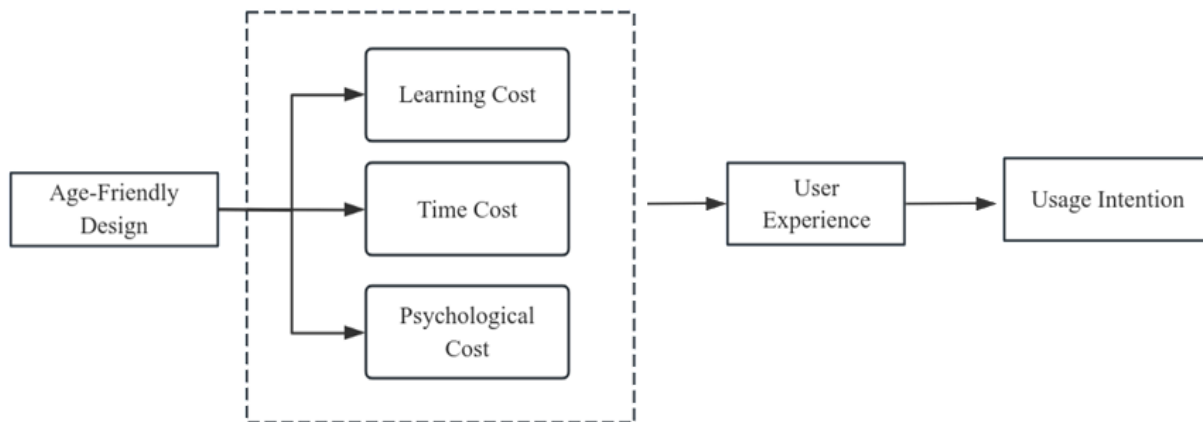 Learning Cost
Age-Friendly
Design
Time Cost
Psychological
Cost
User
Experience
Usage Intention